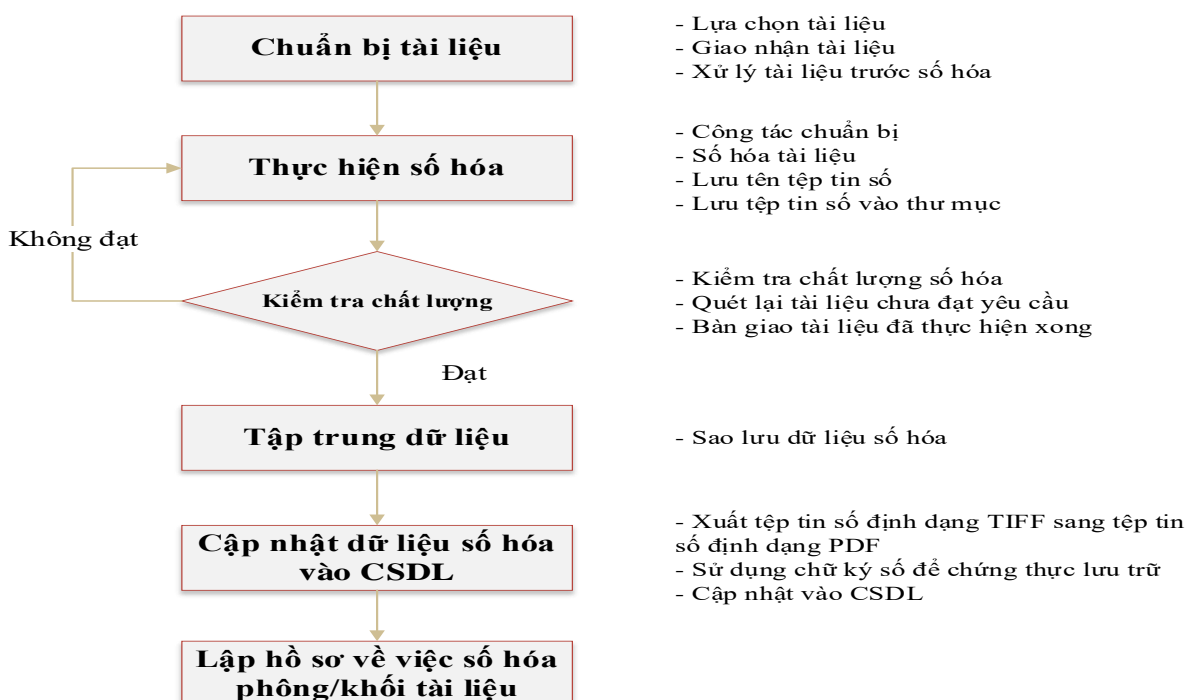 Chuẩn bị tài liệu
- Lựa chọn tài liệu
- Giao nhận tài liệu
- Xử lý tài liệu trước số hóa
Thực hiện số hóa
- Công tác chuẩn bị
- Số hóa tài liệu
- Lưu tên tệp tin số
- Lưu tệp tin số vào thư mục
Không đạt
Kiểm tra chất lượng
- Kiểm tra chất lượng số hóa
- Quét lại tài liệu chưa đạt yêu cầu
- Bàn giao tài liệu đã thực hiện xong
Đạt
Tập trung dữ liệu
- Sao lưu dữ liệu số hóa
Cập nhật dữ liệu số hóa
vào CSDL
- Xuất tệp tin số định dạng TIFF sang tệp tin
số định dạng PDF
- Sử dụng chữ ký số để chứng thực lưu trữ
- Cập nhật vào CSDL
Lập hồ sơ về việc số hóa
phông/khối tài liệu